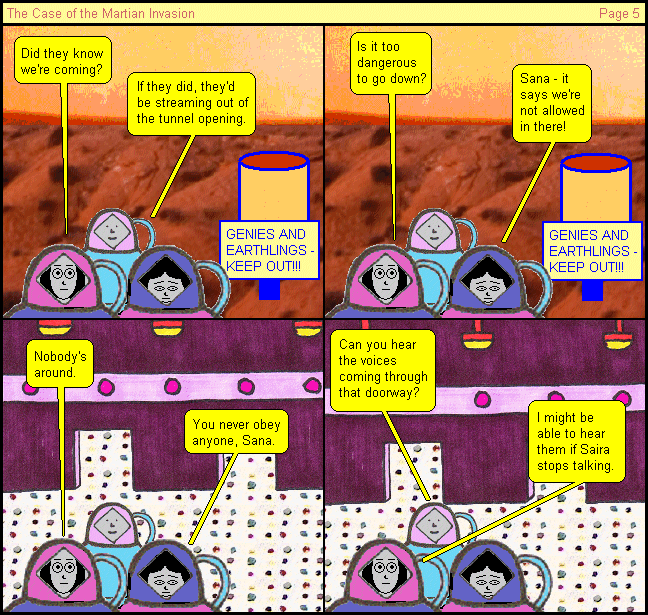 The Case of the Martian Invasion
Page 5
Did they know
we're coming?
If they did, they'd
be streaming out of
the tunnel opening.
GENIES AND
EARTHLINGS -
KEEP OUT!!!
Is it too
dangerous
to go down?
Sana - it
says we're
not allowed
in there!
GENIES AND
EARTHLINGS -
KEEP OUT!!!
Nobody's
around.
You never obey
anyone, Sana.
Can you hear
the voices
coming through
that doorway?
I might be
able to hear
them if Saira
stops talking.